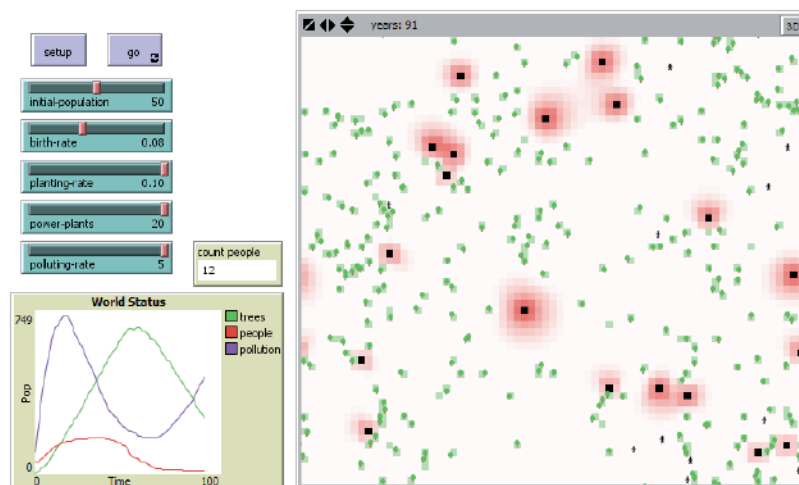 setup
go
years: 91
3D
initial-population 50
birth-rate 0.08
planting-rate 0.10
power-plants 20
polluting-rate 5
count people
12
World Status
749
Pop
0
0
Time
100
trees
people
pollution